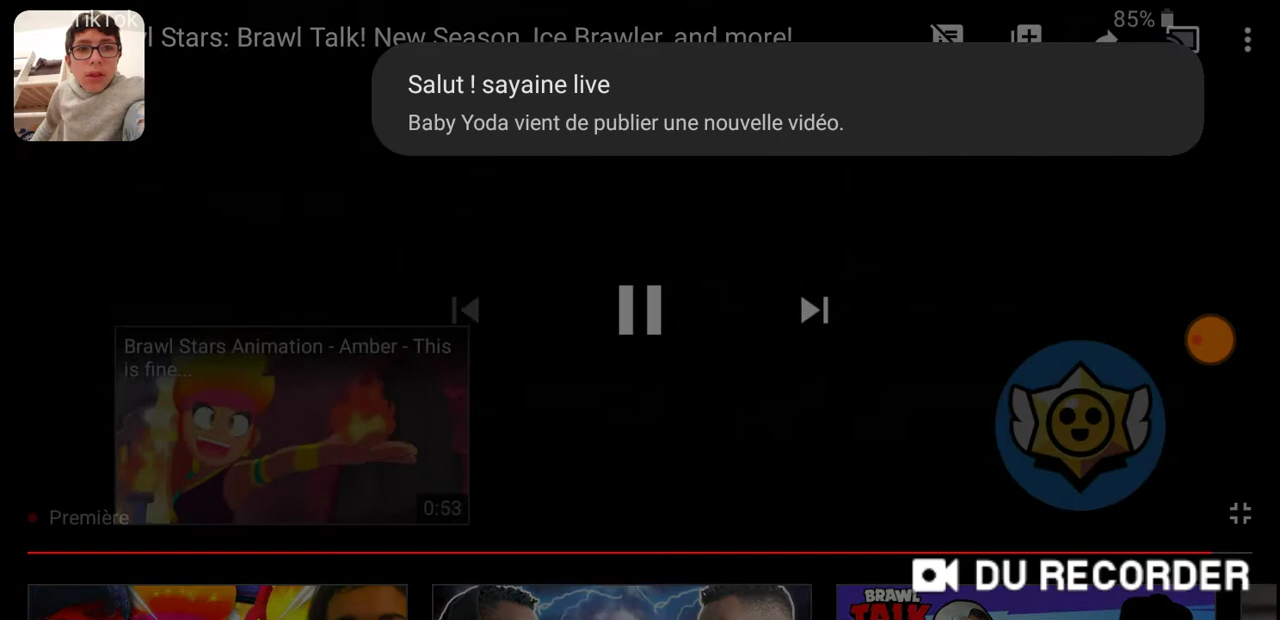 TikTok
85%
l Stars: Brawl Talk! New Season, Ice Brawler, and more!
Salut ! sayaine live
Baby Yoda vient de publier une nouvelle vidéo.
Brawl Stars Animation - Amber - This
is fine...
0:53
Première
DU RECORDER
BRAWL
TALK